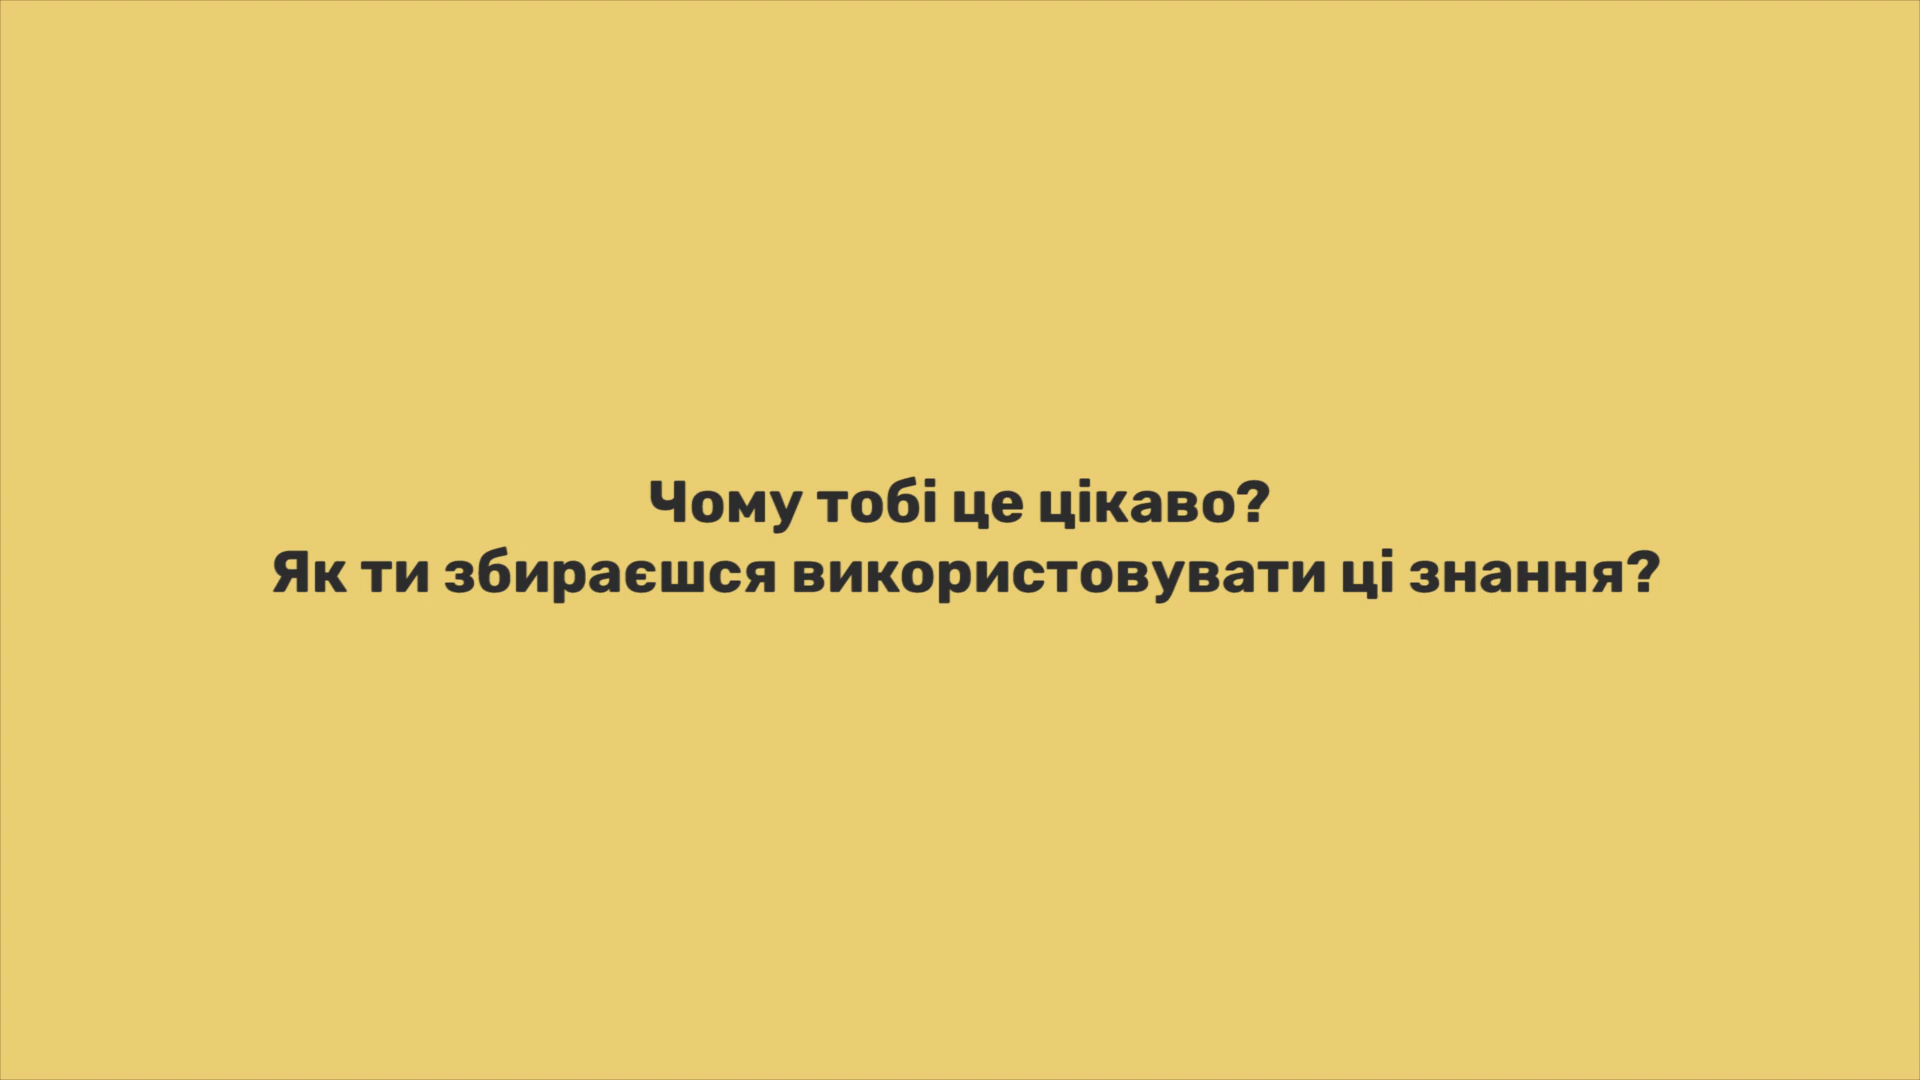 Чому тобі це цікаво?
Як ти збираєшся використовувати ці знання?